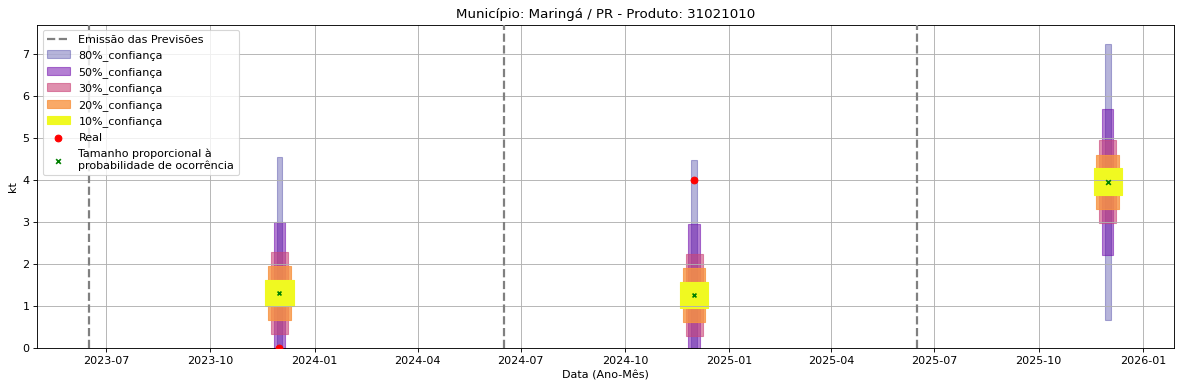 Município: Maringá / PR - Produto: 31021010
Emissão das Previsões
80%_confiança
50%_confiança
30%_confiança
20%_confiança
10%_confiança
Real
Tamanho proporcional à
probabilidade de ocorrência
kt
7
6
5
4
3
2
1
0
2023-07
2023-10
2024-01
2024-04
2024-07
2024-10
2025-01
2025-04
2025-07
2025-10
2026-01
Data (Ano-Mês)